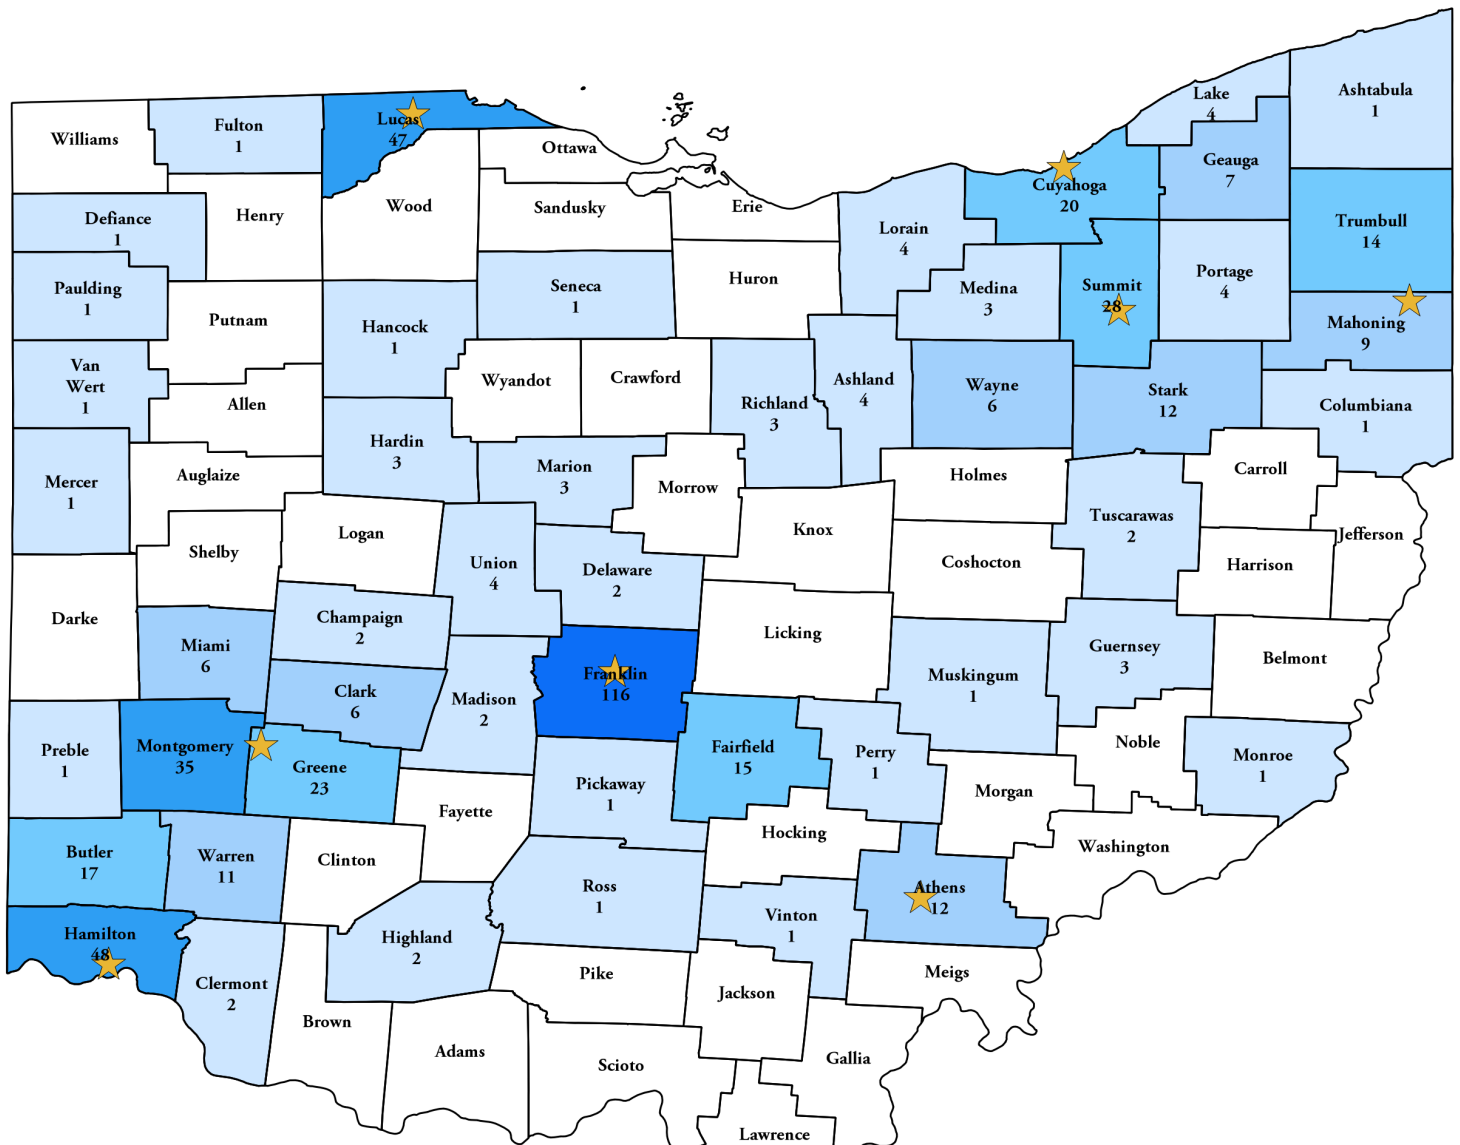 Williams
Fulton
1
Lucas
47
Ottawa
Lake
4
Ashtabula
1
Geauga
7
Cuyahoga
20
Defiance
1
Henry
Wood
Sandusky
Erie
Lorain
4
Trumbull
14
Paulding
1
Putnam
Hancock
1
Seneca
1
Huron
Medina
3
Summit
28
Portage
4
Mahoning
9
Van
Wert
1
Allen
Wyandot
Crawford
Richland
3
Ashland
4
Wayne
6
Stark
12
Columbiana
1
Mercer
1
Auglaize
Hardin
3
Marion
3
Morrow
Holmes
Carroll
Jefferson
Shelby
Logan
Union
4
Delaware
2
Knox
Coshocton
Tuscarawas
2
Harrison
Darke
Miami
6
Champaign
2
Clark
6
Madison
2
Franklin
116
Licking
Muskingum
1
Guernsey
3
Belmont
Preble
1
Montgomery
35
Greene
23
Fayette
Pickaway
1
Fairfield
15
Perry
1
Morgan
Noble
Monroe
1
Butler
17
Warren
11
Clinton
Ross
1
Hocking
Athens
12
Washington
Hamilton
48
Clermont
2
Highland
2
Pike
Vinton
1
Meigs
Brown
Adams
Scioto
Jackson
Gallia
Lawrence